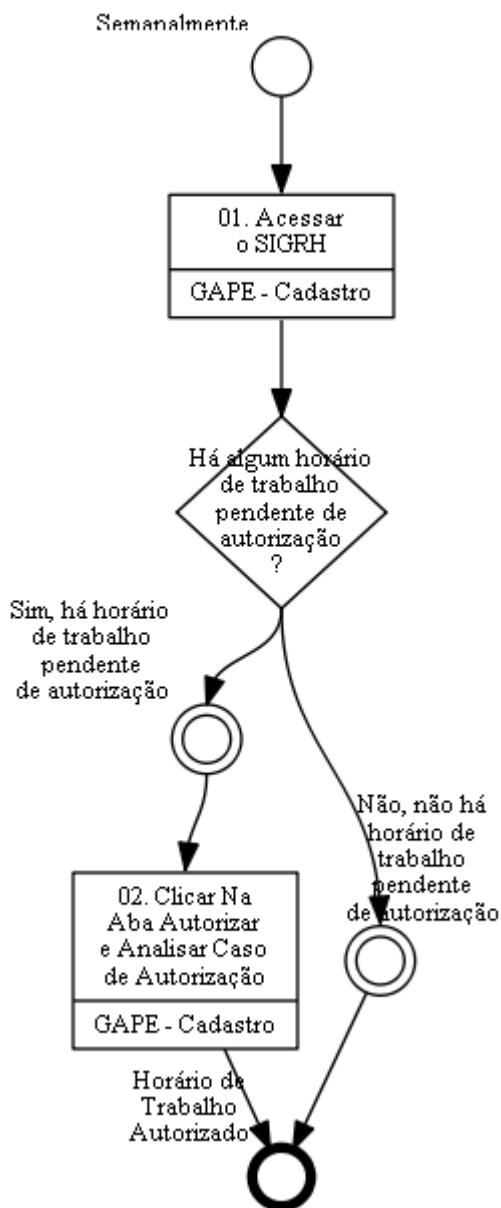 Semanalmente
01. Acessar
o SIGRH
GAPE - Cadastro
Há algum horário
de trabalho
pendente de
autorização
?
Sim, há horário
de trabalho
pendente
de autorização
Não, não há
horário de
trabalho
pendente
de autorização
02. Clicar Na
Aba Autorizar
e Analisar Caso
de Autorização
GAPE - Cadastro
Horário de
Trabalho
Autorizado